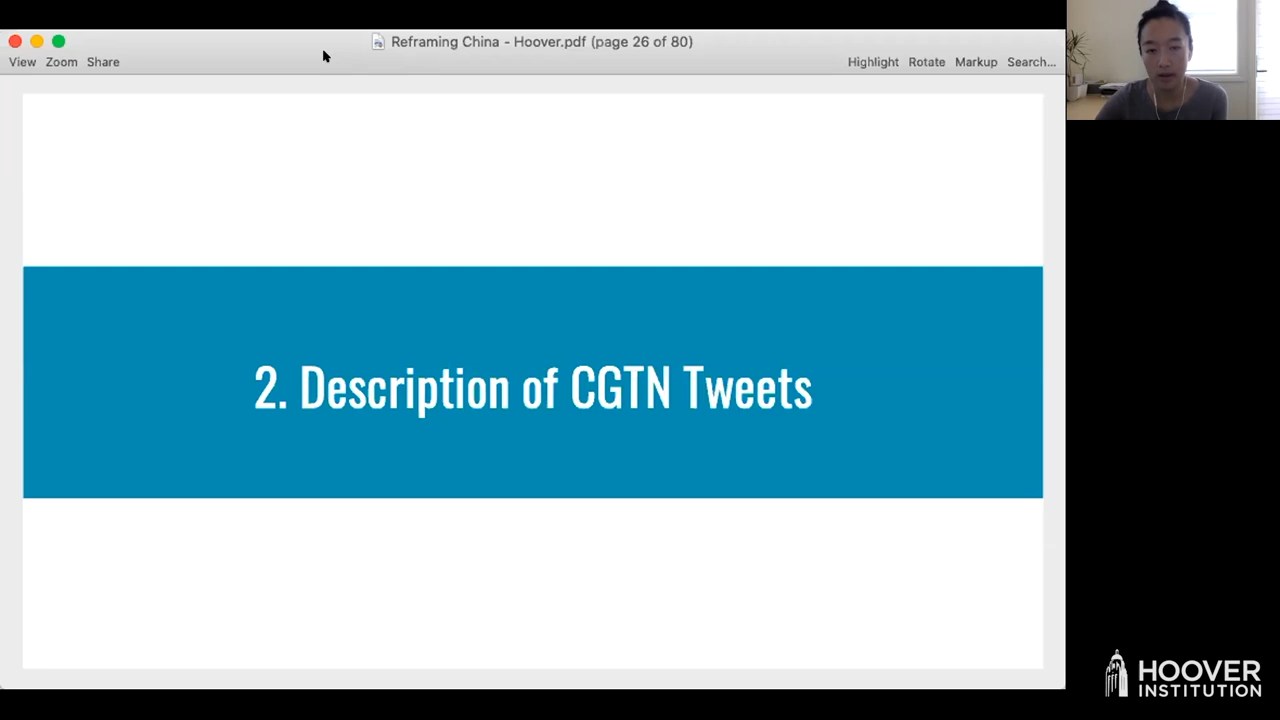 Reframing China - Hoover.pdf (page 26 of 80)
View Zoom Share
Highlight Rotate Markup Search...
2. Description of CGTN Tweets
HOOVER
INSTITUTION